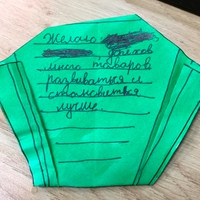 Желаю
успехов
много товаров
развиваться и
становиться
лучше.